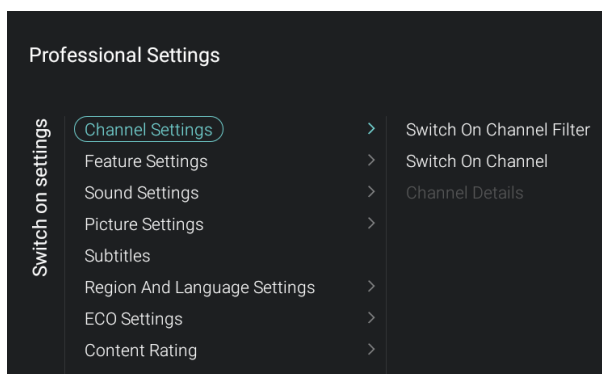 Professional Settings
Switch on settings
Channel Settings
Feature Settings
Sound Settings
Picture Settings
Subtitles
Region And Language Settings
ECO Settings
Content Rating
Switch On Channel Filter
Switch On Channel
Channel Details